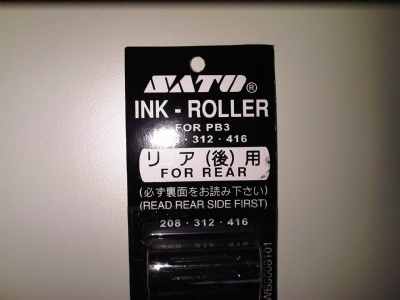 SATO®
INK - ROLLER
FOR PB3
· 312 · 416
リア(後)用
FOR REAR
(必ず裏面をお読み下さい)
(READ REAR SIDE FIRST)
208 · 312 · 416